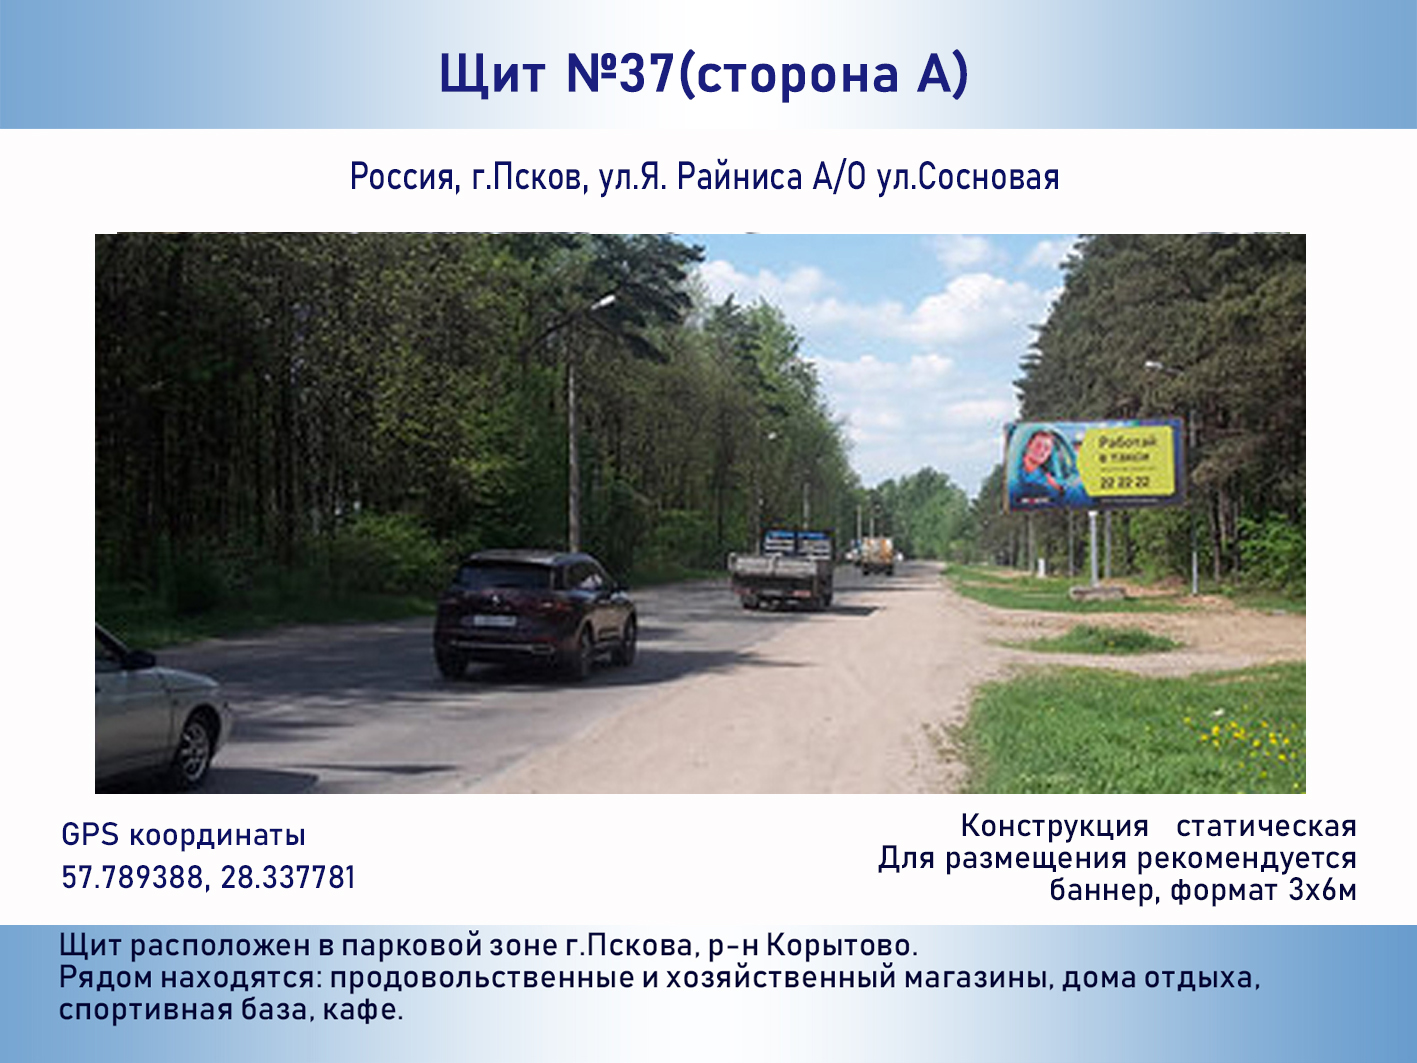 Щит №37(сторона А)
Россия, г.Псков, ул.Я. Райниса А/О ул.Сосновая
Работай
в такси
22 22 22
GPS координаты
57.789388, 28.337781
Конструкция статическая
Для размещения рекомендуется
баннер, формат 3х6м
Щит расположен в парковой зоне г.Пскова, р-н Корытово.
Рядом находятся: продовольственные и хозяйственный магазины, дома отдыха,
спортивная база, кафе.